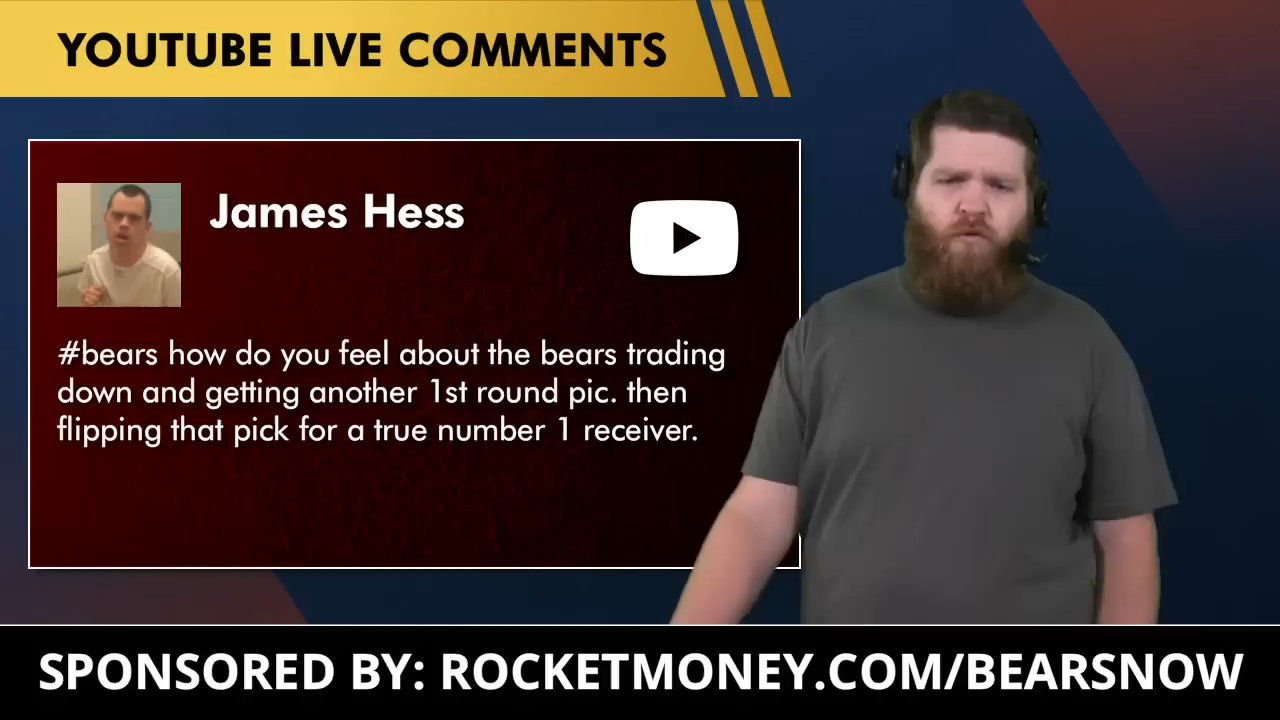 YOUTUBE LIVE COMMENTS
James Hess
#bears how do you feel about the bears trading
down and getting another 1st round pic. then
flipping that pick for a true number 1 receiver.
SPONSORED BY: ROCKETMONEY.COM/BEARSNOW